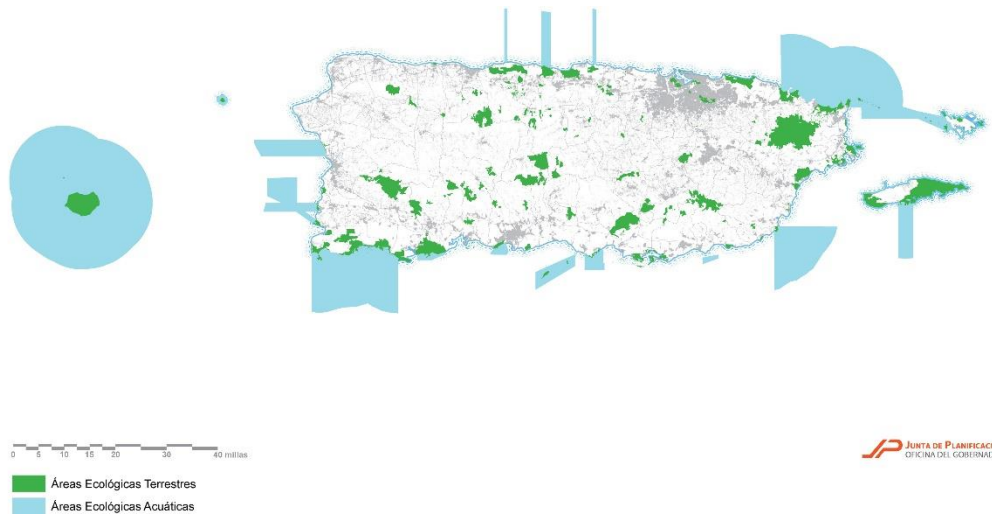 0 5 10 15 20 30 40 millas
JUNTA DE PLANIFICAC
OFICINA DEL GOBERNAD
Áreas Ecológicas Terrestres
Áreas Ecológicas Acuáticas